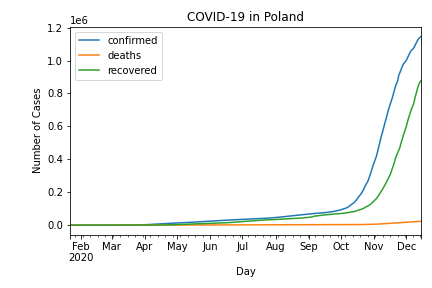 COVID-19 in Poland
1e6
confirmed
deaths
recovered
Number of Cases
1.2
1.0
0.8
0.6
0.4
0.2
0.0
Feb Mar Apr May Jun Jul Aug Sep Oct Nov Dec
2020
Day